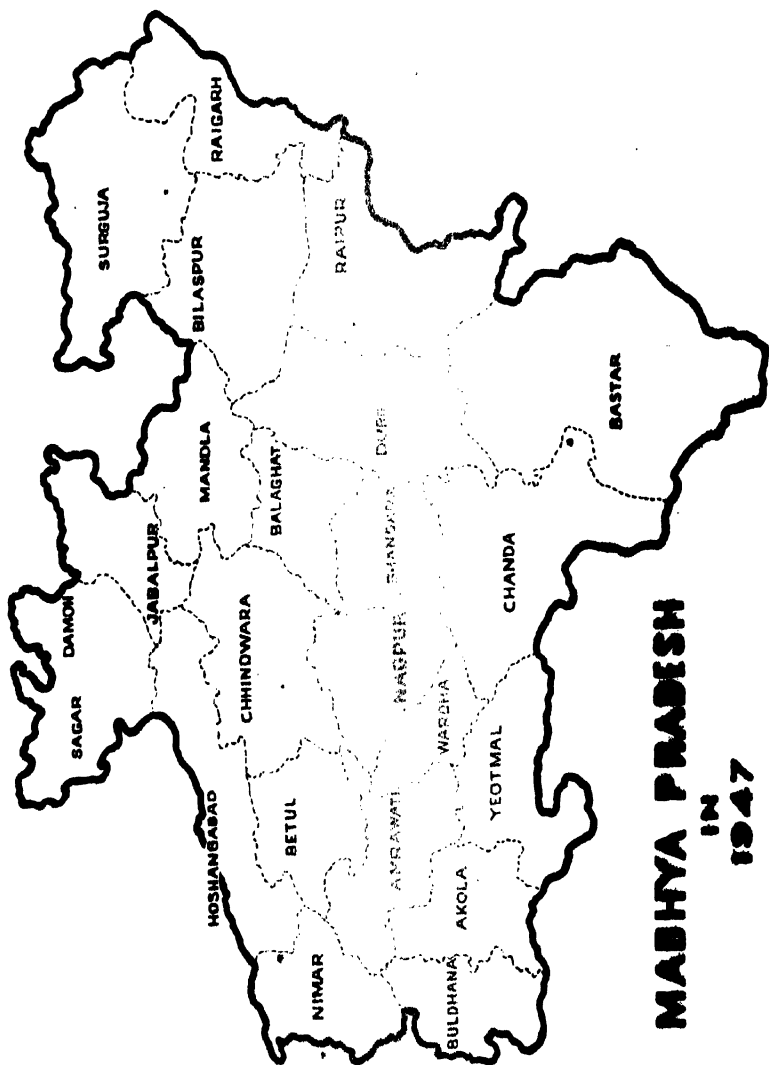 SURGUJA
RAIGARH
BILASPUR
RAIPUR
DAMOH
SAGAR
JABALPUR
MANDLA
BALAGHAT
DURG
HOSHANGABAD
CHHINDWARA
BETUL
BHANDARA
NAGPUR
WARDHA
CHANDA
BASTAR
AMRAWATI
YEOTMAL
NIMAR
AKOLA
BULDHANA
MABHYA PRADESH
IN
1947